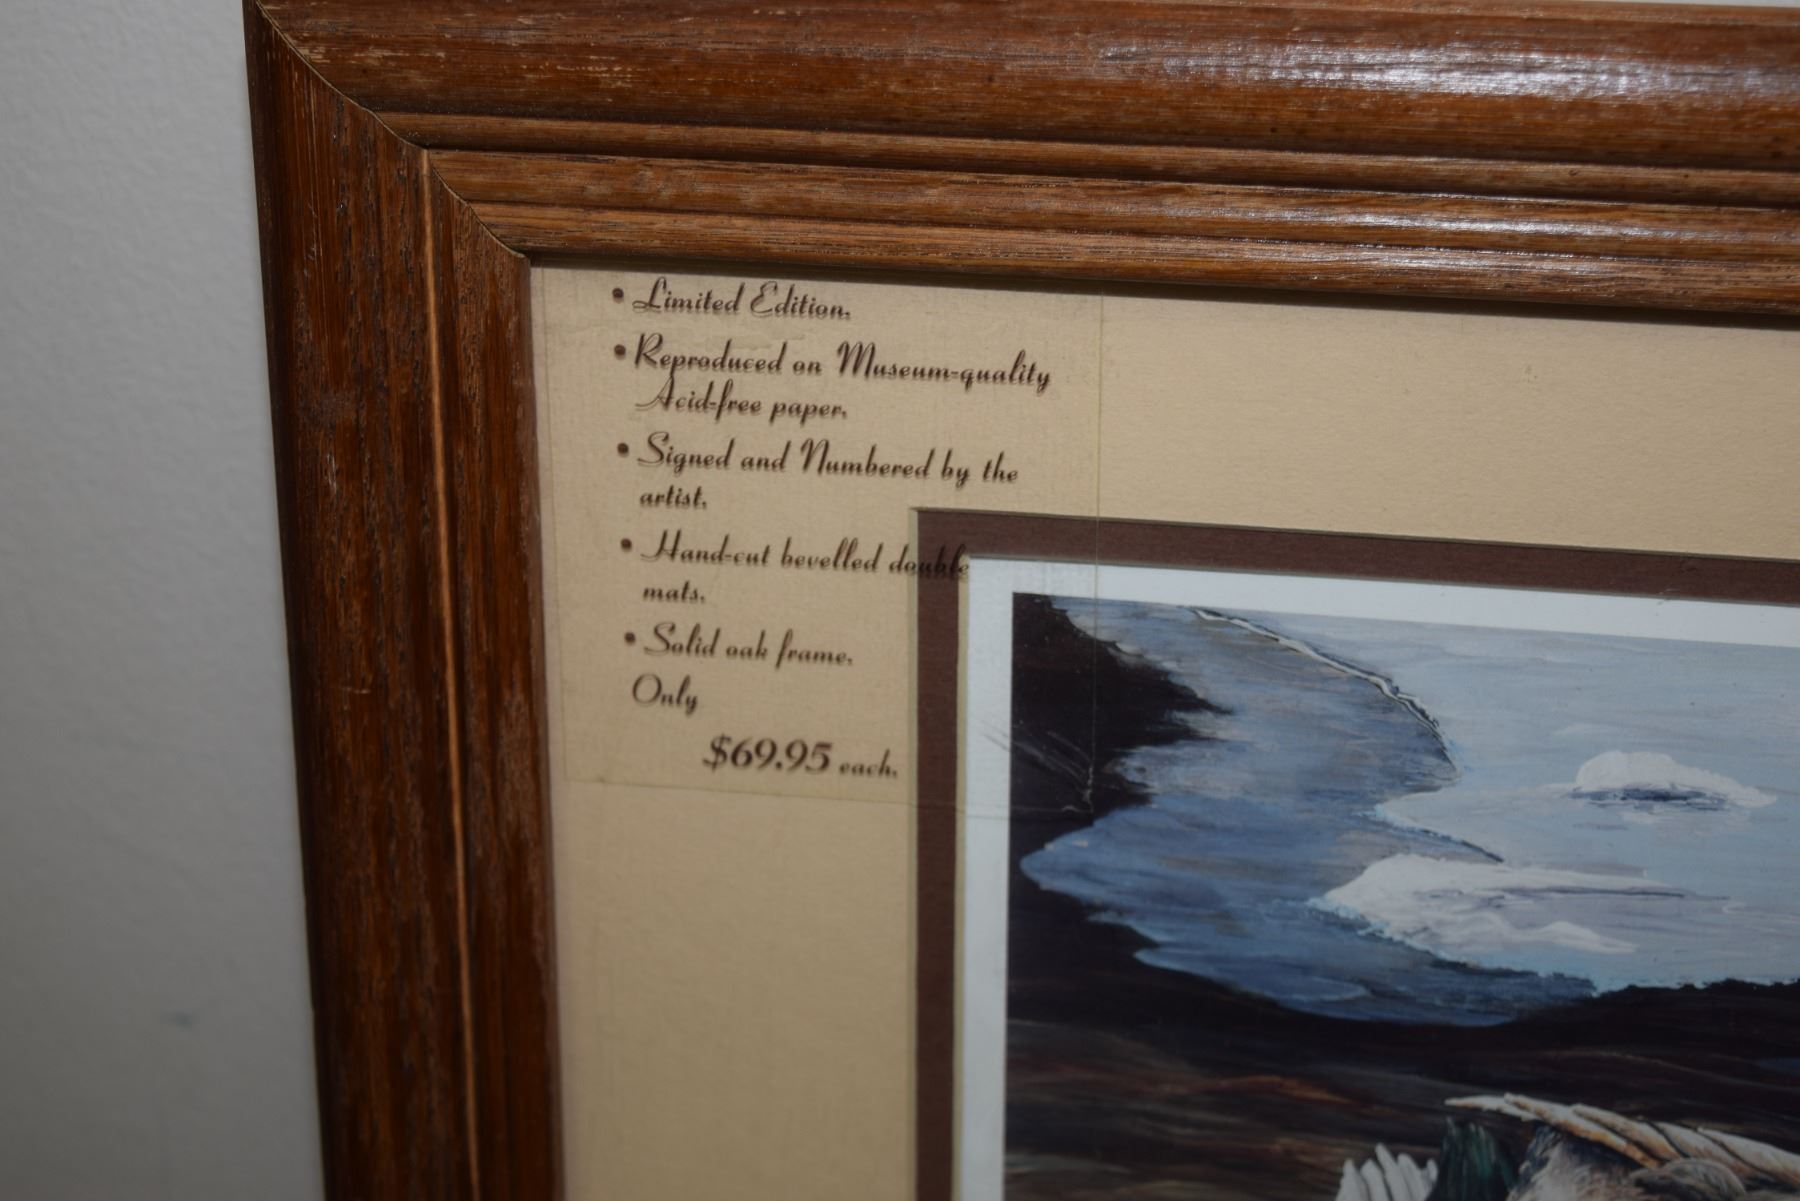 • Limited Edition.
• Reproduced on Museum-quality
Acid-free paper.
• Signed and Numbered by the
artist.
• Hand-cut bevelled double
mats.
• Solid oak frame.
Only
$69.95 each.